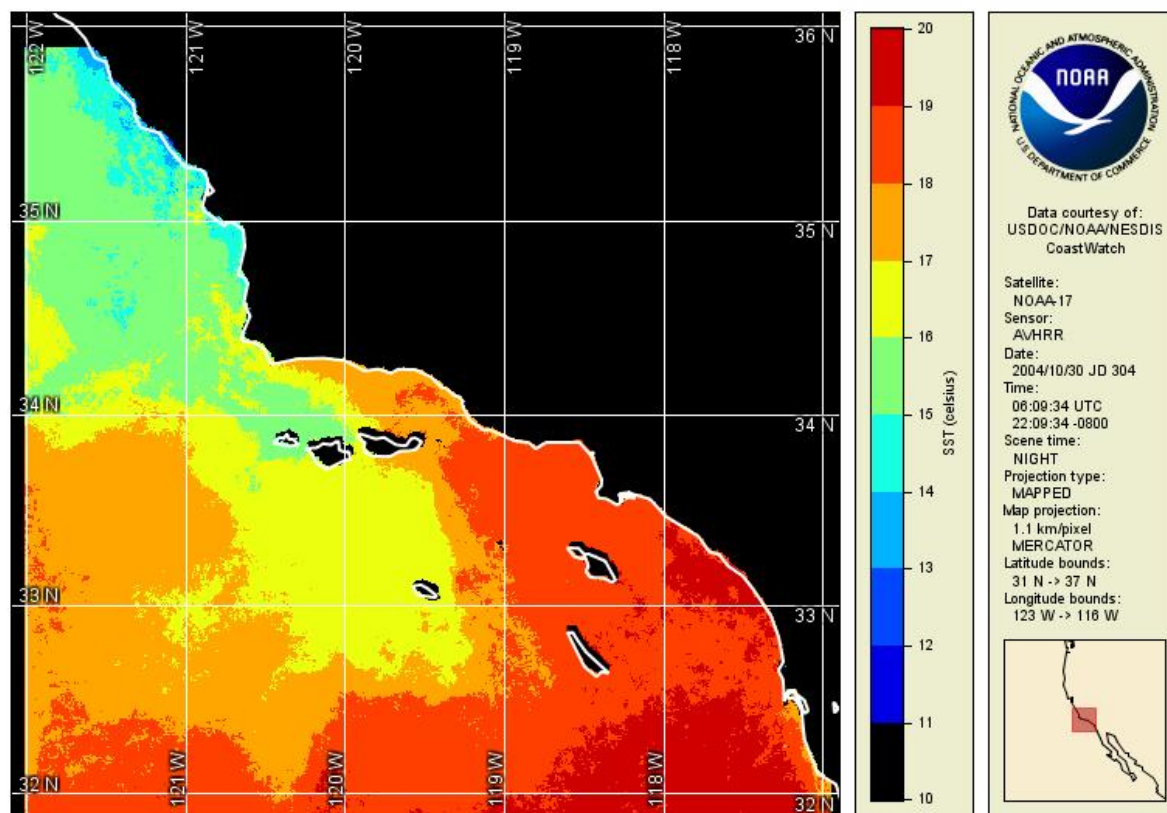 122 W
121 W
120 W
119 W
118 W
36 N
35 N
35 N
34 N
34 N
33 N
33 N
32 N
121 W
120 W
119 W
118 W
32 N
20
19
18
17
16
15
14
13
12
11
10
SST (celsius)
NATIONAL OCEANIC AND ATMOSPHERIC ADMINISTRATION
NOAA
U.S. DEPARTMENT OF COMMERCE
Data courtesy of:
USDOC/NOAA/NESDIS
CoastWatch
Satellite:
NOAA-17
Sensor:
AVHRR
Date:
2004/10/30 JD 304
Time:
06:09:34 UTC
22:09:34 -0800
Scene time:
NIGHT
Projection type:
MAPPED
Map projection:
1.1 km/pixel
MERCATOR
Latitude bounds:
31 N -> 37 N
Longitude bounds:
123 W -> 116 W